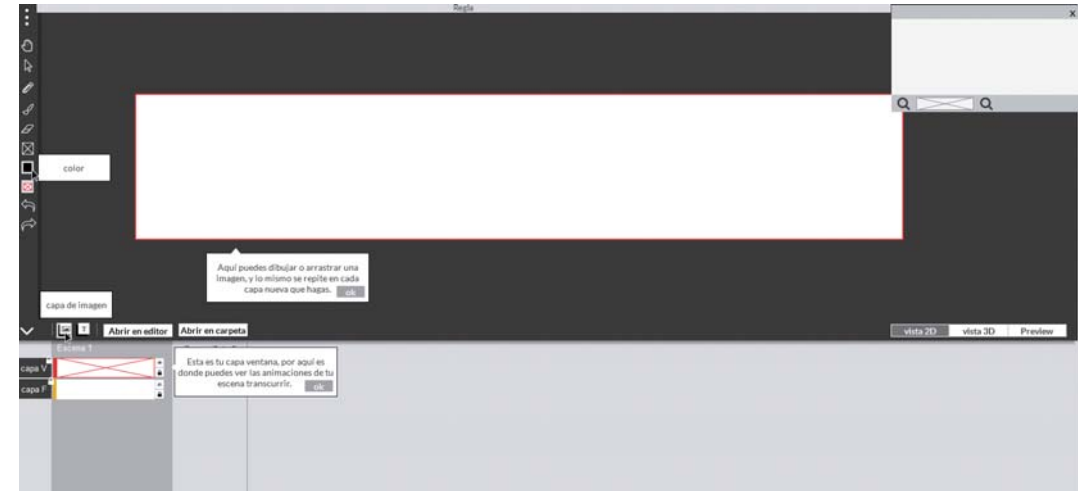 Regla
x
color
Aquí puedes dibujar o arrastrar una
imagen, y lo mismo se repite en cada
capa nueva que hagas.
ok
capa de imagen
T
Abrir en editor
Abrir en carpeta
vista 2D
vista 3D
Preview
Escena 1
capa V
Esta es tu capa ventana, por aquí es
donde puedes ver las animaciones de tu
escena transcurrir.
ok
capa F